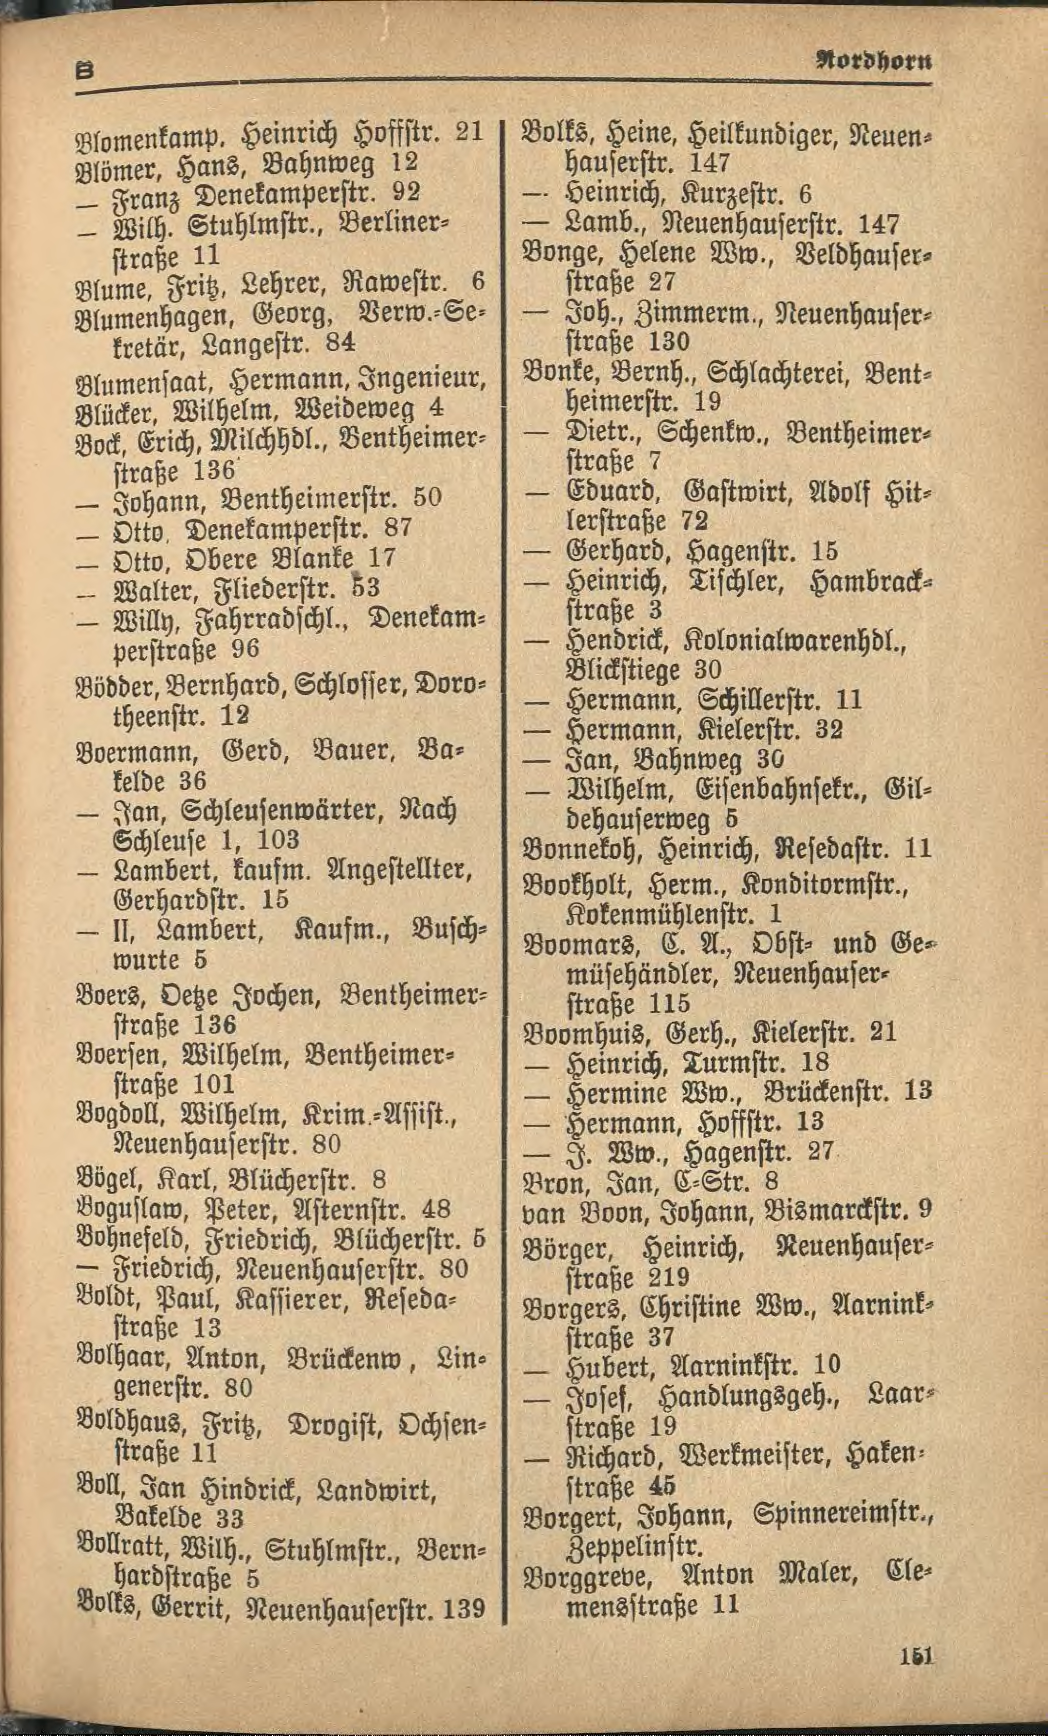 B
Nordhorn
Blomenkamp, Heinrich Hoffstr. 21
Blömer, Hans, Bahnweg 12
— Franz Denekamperstr. 92
— Wilh. Stuhlmstr., Berliner-
straße 11
Blume, Fritz, Lehrer, Rawestr. 6
Blumenhagen, Georg, Verw.-Se-
kretär, Langestr. 84
Blumensaat, Hermann, Ingenieur,
Blücker, Wilhelm, Weideweg 4
Bock, Erich, Milchhdl., Bentheimer-
straße 136
— Johann, Bentheimerstr. 50
— Otto, Denekamperstr. 87
— Otto, Obere Blanke 17
— Walter, Fliederstr. 53
— Willy, Fahrradschl., Denekam-
perstraße 96
Bödder, Bernhard, Schlosser, Doro-
theenstr. 12
Boermann, Gerd, Bauer, Ba-
kelde 36
— Jan, Schleusenwärter, Nach
Schleuse 1, 103
— Lambert, kaufm. Angestellter,
Gerhardstr. 15
— II, Lambert, Kaufm., Busch-
wurte 5
Boers, Oetze Jochen, Bentheimer-
straße 136
Boersen, Wilhelm, Bentheimer-
straße 101
Bogdoll, Wilhelm, Krim.-Assist.,
Neuenhauserstr. 80
Bögel, Karl, Blücherstr. 8
Boguslaw, Peter, Asternstr. 48
Bohnefeld, Friedrich, Blücherstr. 5
— Friedrich, Neuenhauserstr. 80
Boldt, Paul, Kassierer, Reseda-
straße 13
Bolhaar, Anton, Brückenw , Lin-
generstr. 80
Boldhaus, Fritz, Drogist, Ochsen-
straße 11
Boll, Jan Hindrick, Landwirt,
Bakelde 33
Bollratt, Wilh., Stuhlmstr., Bern-
hardstraße 5
Bolks, Gerrit, Neuenhauserstr. 139
Bolks, Heine, Heilkundiger, Neuen-
hauserstr. 147
— Heinrich, Kurzestr. 6
— Lamb., Neuenhauserstr. 147
Bonge, Helene Ww., Veldhauser-
straße 27
— Joh., Zimmerm., Neuenhauser-
straße 130
Bonke, Bernh., Schlachterei, Bent-
heimerstr. 19
— Dietr., Schenkw., Bentheimer-
straße 7
— Eduard, Gastwirt, Adolf Hit-
lerstraße 72
— Gerhard, Hagenstr. 15
— Heinrich, Tischler, Hambrack-
straße 3
— Hendrick, Kolonialwarenhdl.,
Blickstiege 30
— Hermann, Schillerstr. 11
— Hermann, Kielerstr. 32
— Jan, Bahnweg 30
— Wilhelm, Eisenbahnsekr., Gil-
dehauserweg 5
Bonnekoh, Heinrich, Resedastr. 11
Bookholt, Herm., Konditormstr.,
Kokenmühlenstr. 1
Boomars, C. A., Obst- und Ge-
müsehändler, Neuenhauser-
straße 115
Boomhuis, Gerh., Kielerstr. 21
— Heinrich, Turmstr. 18
— Hermine Ww., Brückenstr. 13
— Hermann, Hoffstr. 13
— J. Ww., Hagenstr. 27
Bron, Jan, C-Str. 8
van Boon, Johann, Bismarckstr. 9
Börger, Heinrich, Neuenhauser-
straße 219
Borgers, Christine Ww., Aarnink-
straße 37
— Hubert, Aarninkstr. 10
— Josef, Handlungsgeh., Laar-
straße 19
— Richard, Werkmeister, Haken-
straße 45
Borgert, Johann, Spinnereimstr.,
Zeppelinstr.
Borggreve, Anton Maler, Cle-
mensstraße 11
151